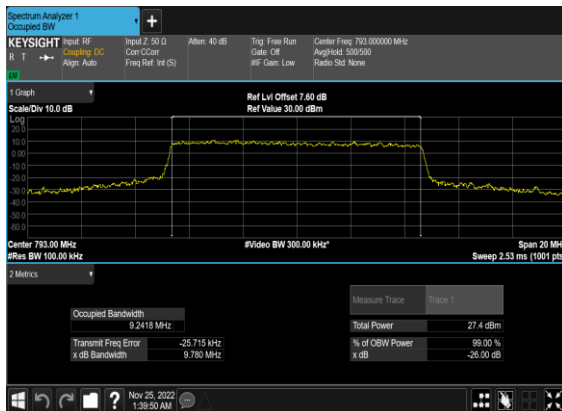 Spectrum Analyzer 1
Occupied BW
KEYSIGHT
R T
LXI
Input: RF
Coupling: DC
Align: Auto
Input Z: 50 Ω
Corr CCorr
Freq Ref: Int (S)
Atten: 40 dB
Trig: Free Run
Gate: Off
#IF Gain: Low
Center Freq: 793.000000 MHz
Avg|Hold: 500/500
Radio Std: None
1 Graph
Scale/Div 10.0 dB
Ref Lvl Offset 7.60 dB
Ref Value 30.00 dBm
Log
20.0
10.0
0.00
-10.0
-20.0
-30.0
-40.0
-50.0
-60.0
Center 793.00 MHz
#Res BW 100.00 kHz
#Video BW 300.00 kHz*
Span 20 MH
Sweep 2.53 ms (1001 pts
2 Metrics
Measure Trace Trace 1
Occupied Bandwidth
9.2418 MHz
Total Power 27.4 dBm
Transmit Freq Error -25.715 kHz
% of OBW Power 99.00 %
x dB Bandwidth 9.780 MHz
x dB -26.00 dB
?
Nov 25, 2022
1:39:50 AM